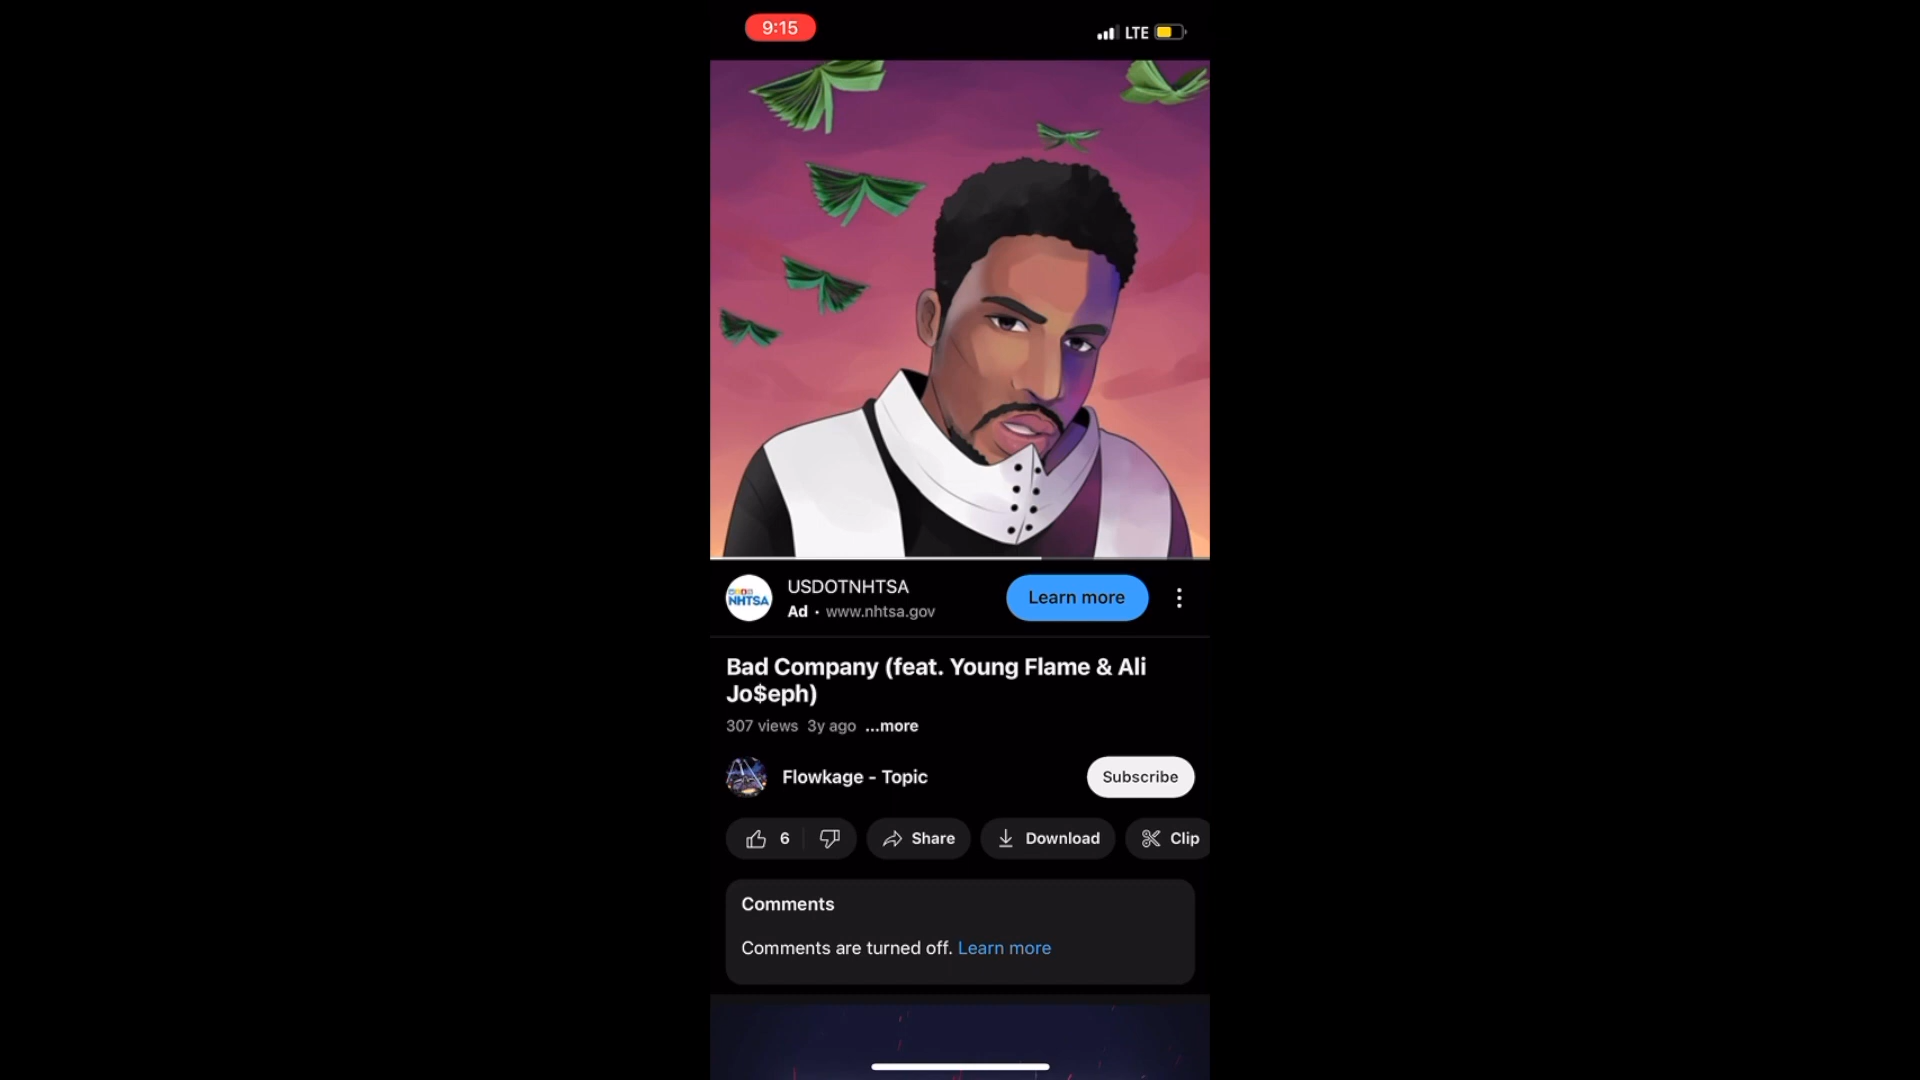 9:15
LTE
NHTSA
USDOTNHTSA
Learn more
Ad · www.nhtsa.gov
Bad Company (feat. Young Flame & Ali
Jo$eph)
307 views 3y ago ...more
Flowkage - Topic
Subscribe
6
Share
Download
Clip
Comments
Comments are turned off. Learn more